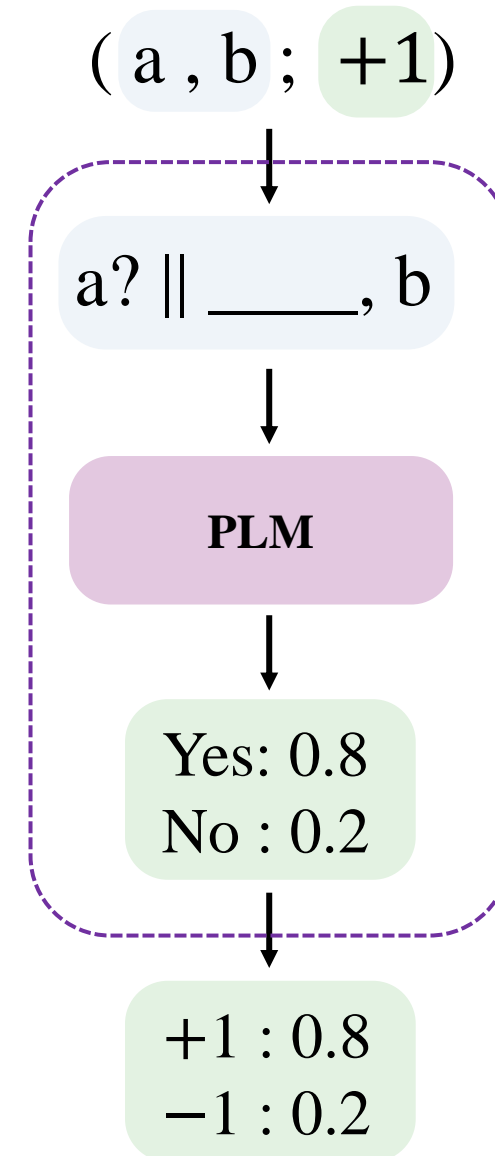 ( a , b ; +1)
a? || _____, b
PLM
Yes: 0.8
No : 0.2
+1 : 0.8
−1 : 0.2